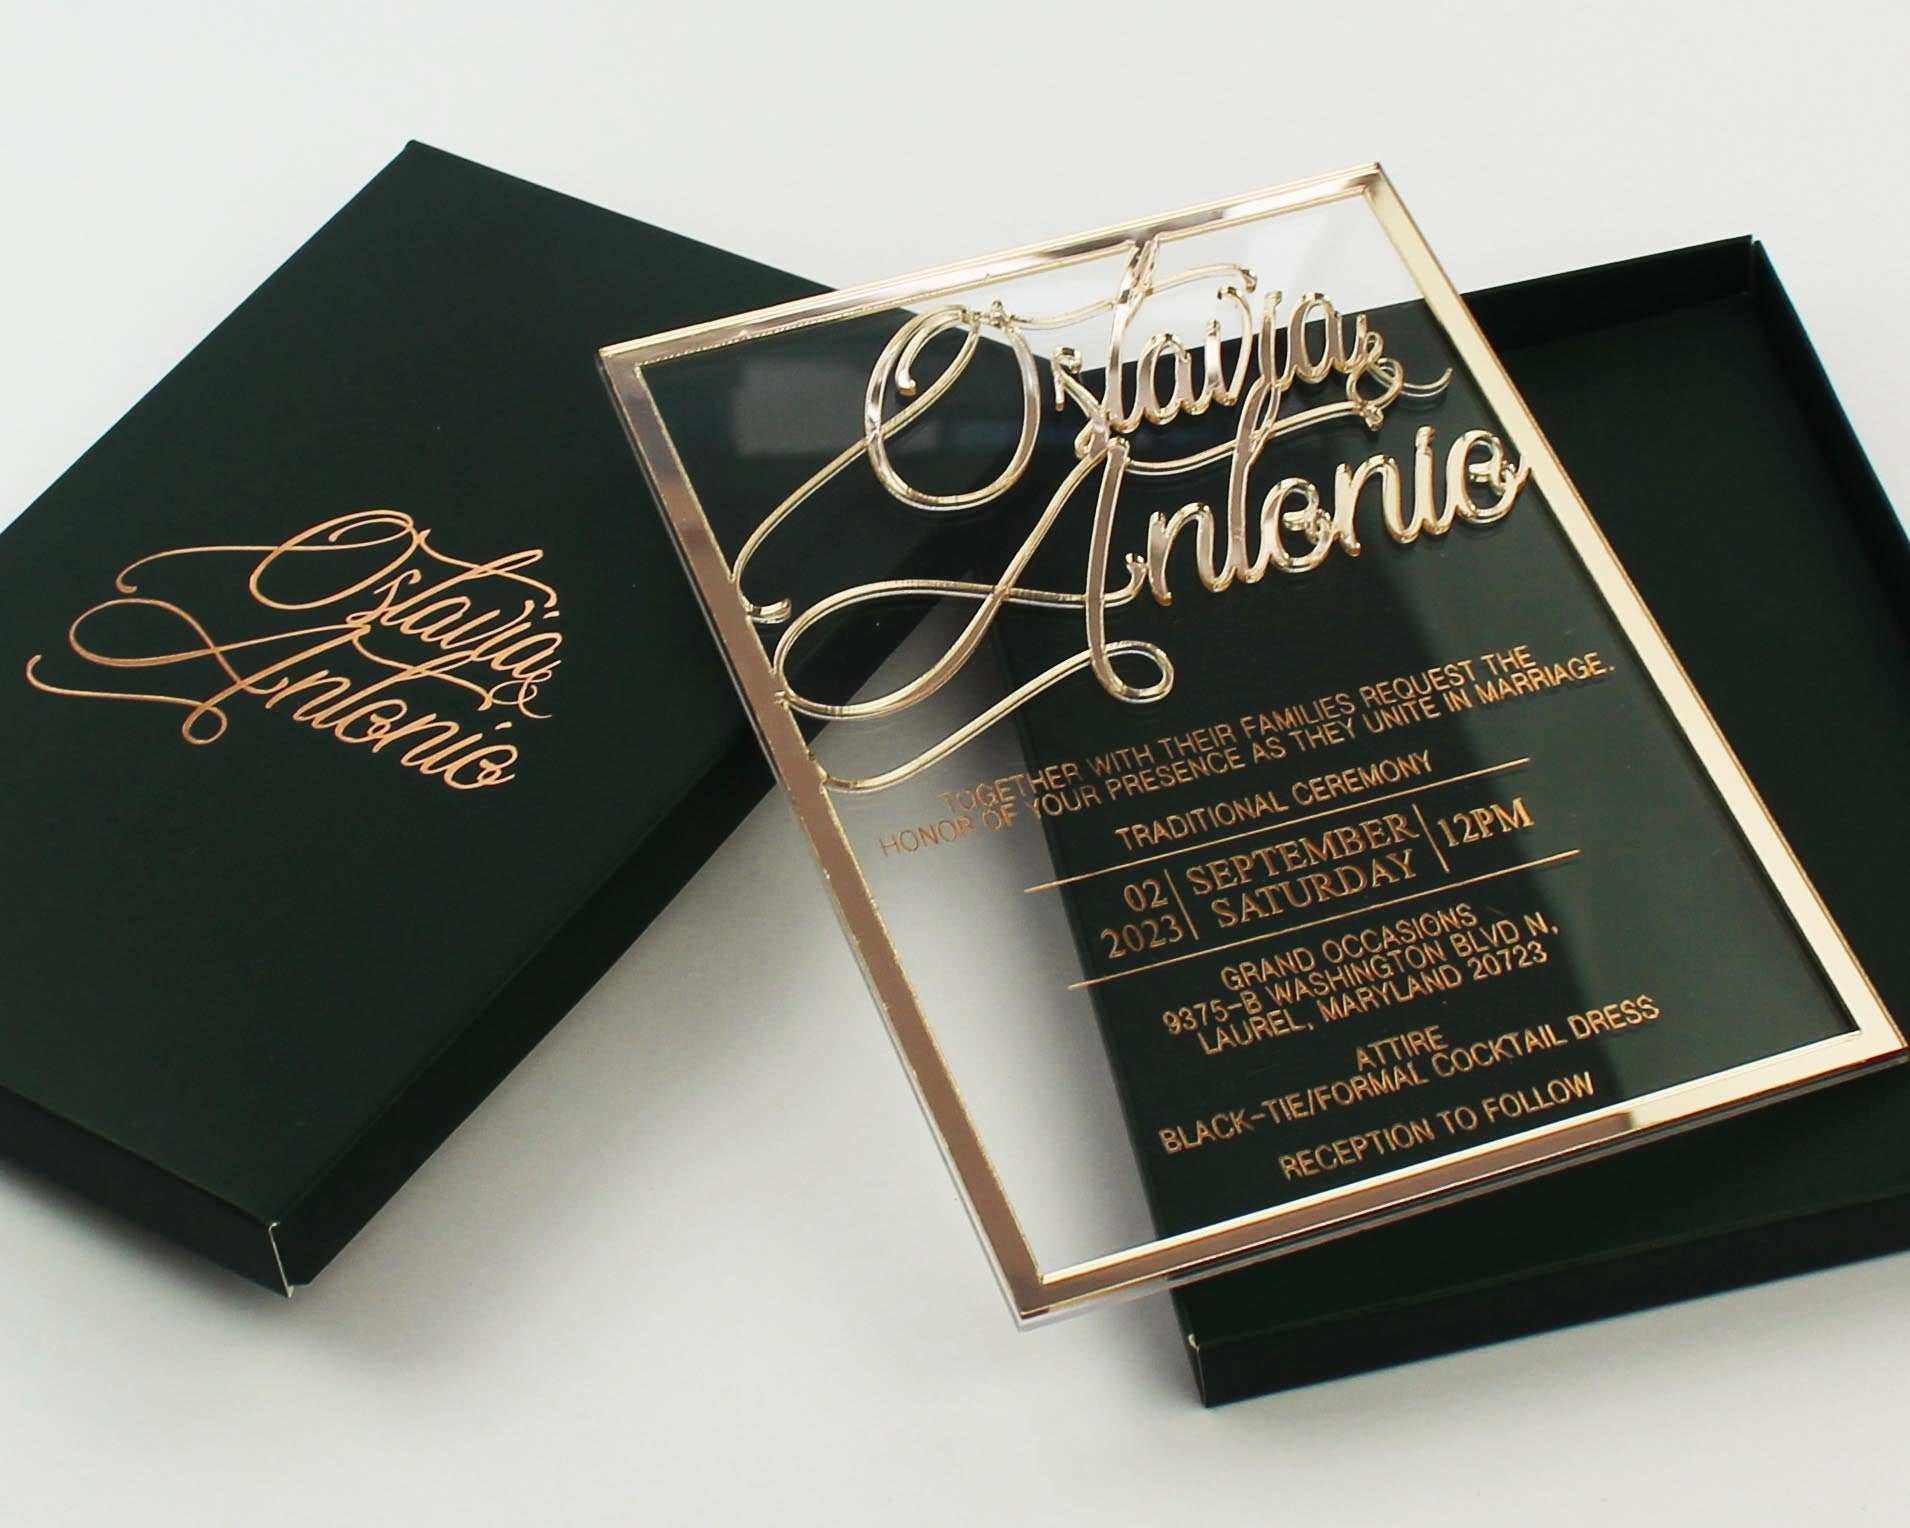 Ostavija &
Antonio
Ostavija &
Antonio
TOGETHER WITH THEIR FAMILIES REQUEST THE
HONOR OF YOUR PRESENCE AS THEY UNITE IN MARRIAGE.
TRADITIONAL CEREMONY
02
2023
SEPTEMBER
SATURDAY
12PM
GRAND OCCASIONS
9375-B WASHINGTON BLVD N,
LAUREL, MARYLAND 20723
ATTIRE
BLACK-TIE/FORMAL COCKTAIL DRESS
RECEPTION TO FOLLOW